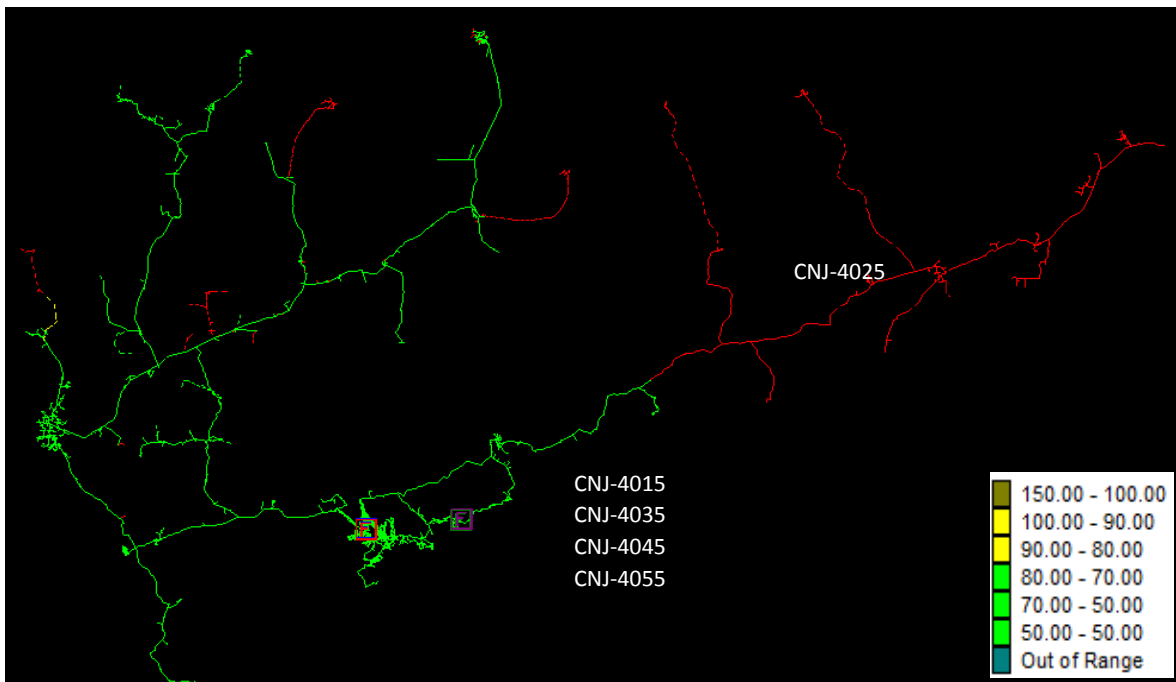 CNJ-4025
CNJ-4015
CNJ-4035
CNJ-4045
CNJ-4055
150.00 - 100.00
100.00 - 90.00
90.00 - 80.00
80.00 - 70.00
70.00 - 50.00
50.00 - 50.00
Out of Range